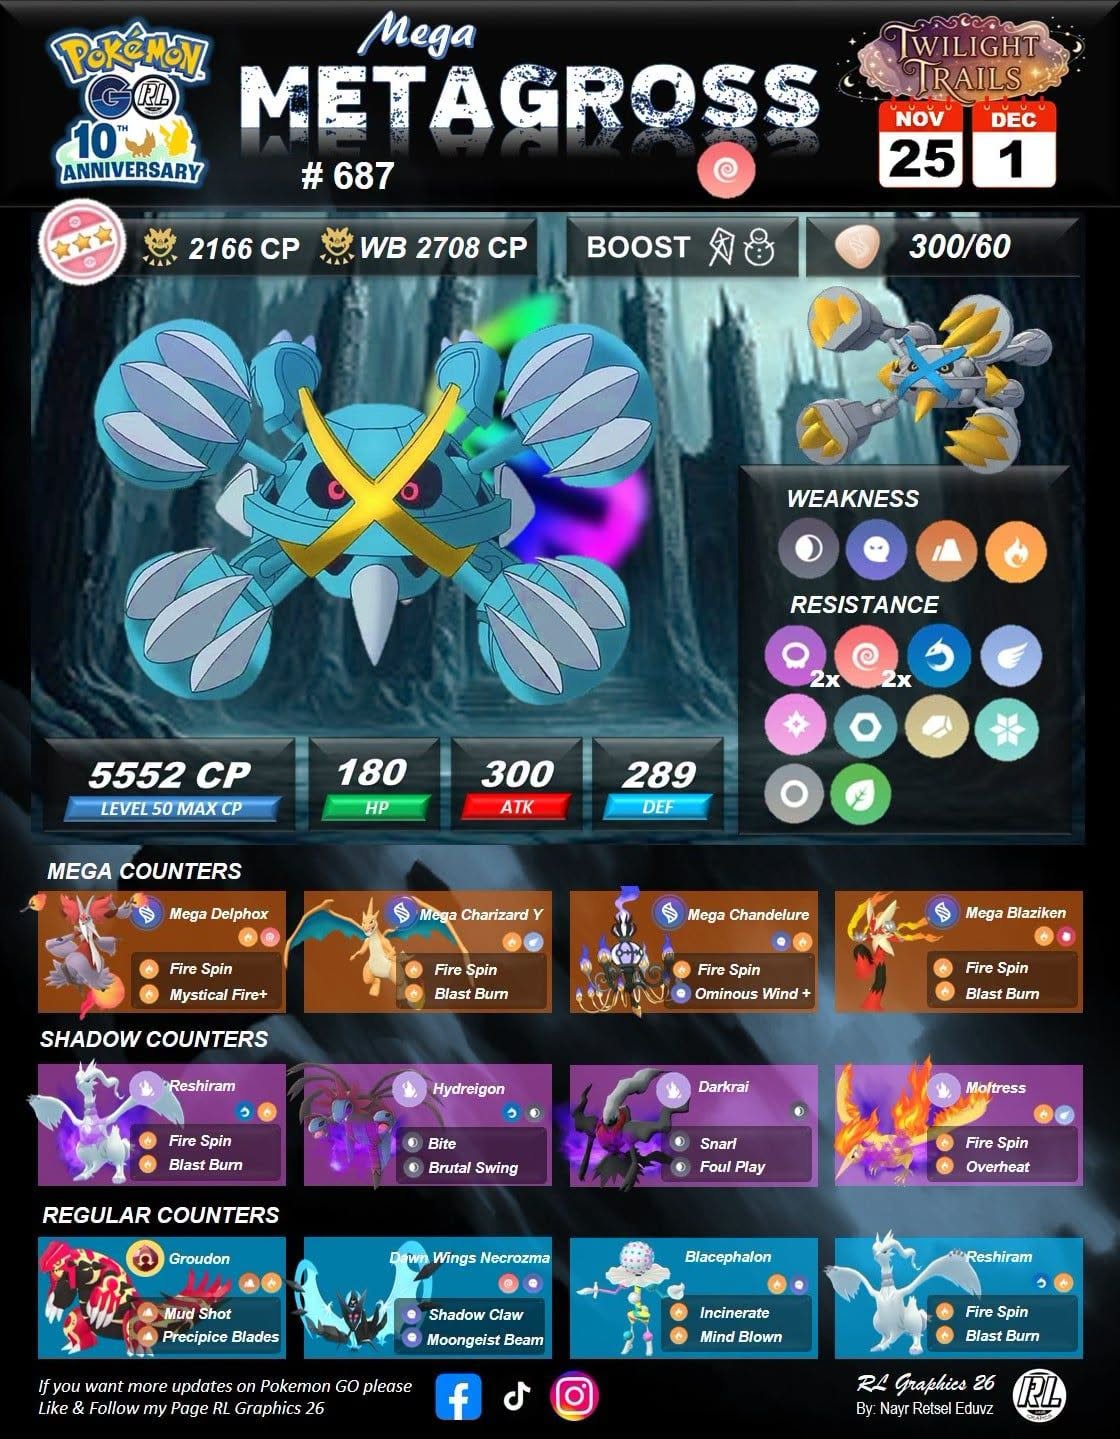 Pokémon
GO RL
10TH
ANNIVERSARY
Mega
METAGROSS
# 687
TWILIGHT
TRAILS
NOV
25
DEC
1
2166 CP
WB 2708 CP
BOOST
300/60
WEAKNESS
RESISTANCE
2x
2x
5552 CP
LEVEL 50 MAX CP
180
HP
300
ATK
289
DEF
MEGA COUNTERS
Mega Delphox
Fire Spin
Mystical Fire+
Mega Charizard Y
Fire Spin
Blast Burn
Mega Chandelure
Fire Spin
Ominous Wind +
Mega Blaziken
Fire Spin
Blast Burn
SHADOW COUNTERS
Reshiram
Fire Spin
Blast Burn
Hydreigon
Bite
Brutal Swing
Darkrai
Snarl
Foul Play
Moltress
Fire Spin
Overheat
REGULAR COUNTERS
Groudon
Mud Shot
Precipice Blades
Dawn Wings Necrozma
Shadow Claw
Moongeist Beam
Blacephalon
Incinerate
Mind Blown
Reshiram
Fire Spin
Blast Burn
If you want more updates on Pokemon GO please
Like & Follow my Page RL Graphics 26
RL Graphics 26
By: Nayr Retsel Eduvz
RL